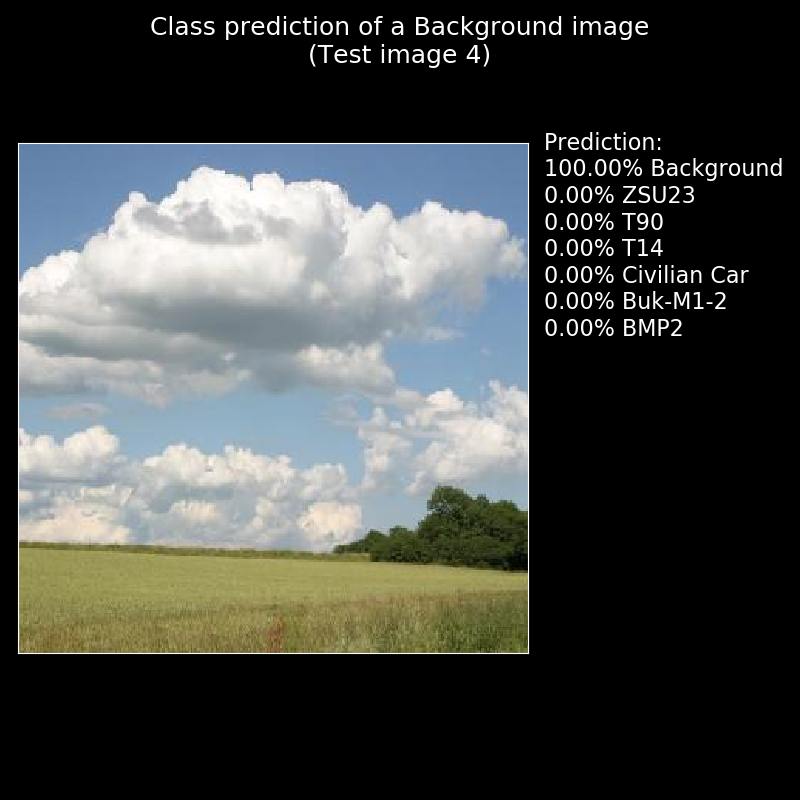 Class prediction of a Background image
(Test image 4)
Prediction:
100.00% Background
0.00% ZSU23
0.00% T90
0.00% T14
0.00% Civilian Car
0.00% Buk-M1-2
0.00% BMP2